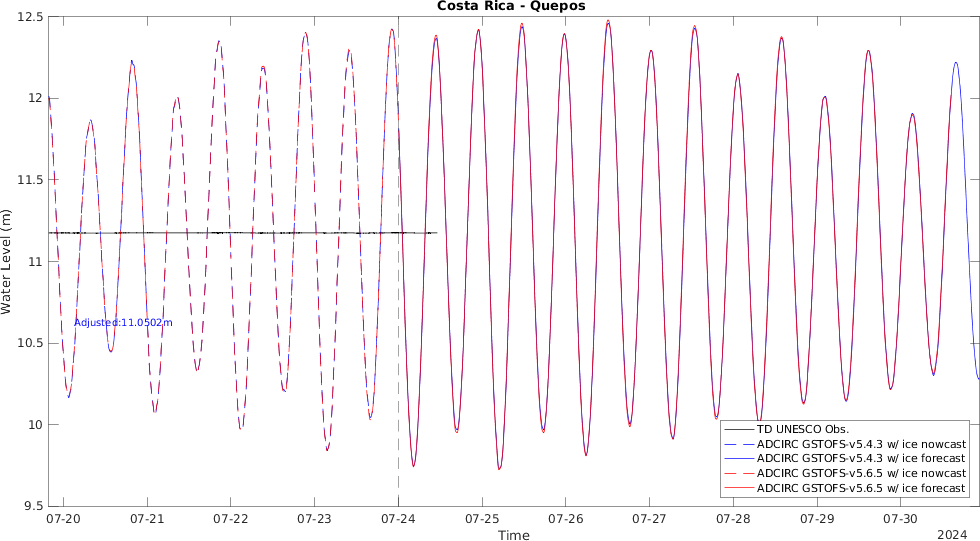 Costa Rica - Quepos
12.5
12
11.5
11
10.5
10
9.5
Water Level (m)
Adjusted:11.0502m
TD UNESCO Obs.
ADCIRC GSTOFS-v5.4.3 w/ ice nowcast
ADCIRC GSTOFS-v5.4.3 w/ ice forecast
ADCIRC GSTOFS-v5.6.5 w/ ice nowcast
ADCIRC GSTOFS-v5.6.5 w/ ice forecast
07-20 07-21 07-22 07-23 07-24 07-25 07-26 07-27 07-28 07-29 07-30
Time
2024